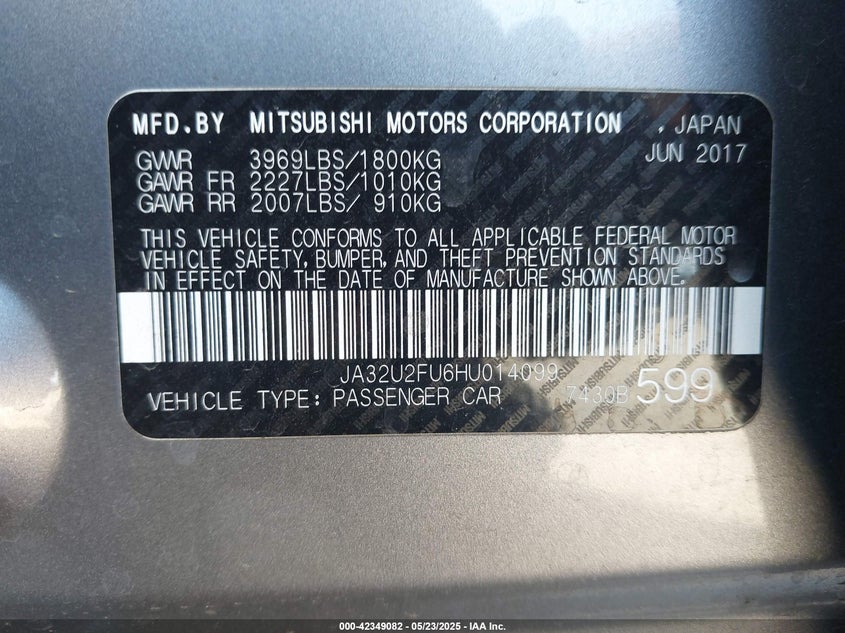 MFD.BY MITSUBISHI MOTORS CORPORATION , JAPAN
JUN 2017
GVWR 3969LBS/1800KG
GAWR FR 2227LBS/1010KG
GAWR RR 2007LBS/ 910KG
THIS VEHICLE CONFORMS TO ALL APPLICABLE FEDERAL MOTOR
VEHICLE SAFETY, BUMPER, AND THEFT PREVENTION STANDARDS
IN EFFECT ON THE DATE OF MANUFACTURE SHOWN ABOVE.
JA32U2FU6HU014099
VEHICLE TYPE: PASSENGER CAR 7430B 599
000-42349082 - 05/23/2025 - IAA Inc.